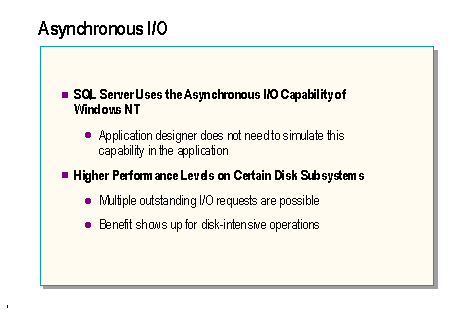 Asynchronous I/O
SQL Server Uses the Asynchronous I/O Capability of
Windows NT
Application designer does not need to simulate this
capability in the application
Higher Performance Levels on Certain Disk Subsystems
Multiple outstanding I/O requests are possible
Benefit shows up for disk-intensive operations